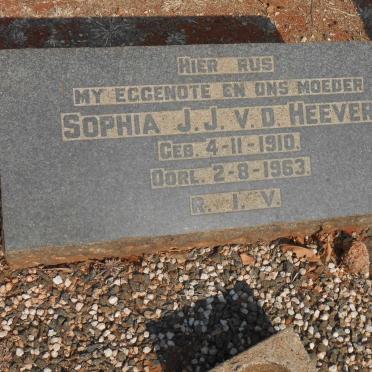 HIER RUS
MY EGGENOTE EN ONS MOEDER
SOPHIA J. J. V. D. HEEVER
GEB. 4-11-1910.
OORL. 2-8-1963.
R. I. V.